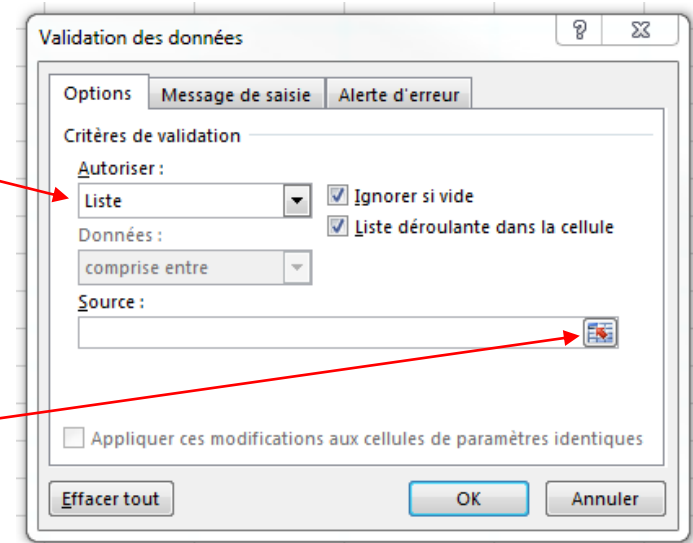 Validation des données
Options Message de saisie Alerte d'erreur
Critères de validation
Autoriser :
Liste
Ignorer si vide
Liste déroulante dans la cellule
Données :
comprise entre
Source :
Appliquer ces modifications aux cellules de paramètres identiques
Effacer tout OK Annuler